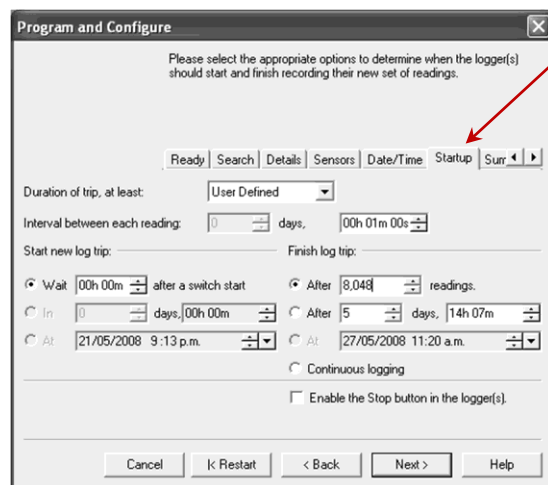 Program and Configure
Please select the appropriate options to determine when the logger(s)
should start and finish recording their new set of readings.
Ready Search Details Sensors Date/Time Startup Sum
Duration of trip, at least: User Defined
Interval between each reading: 0 days, 00h 01m 00s
Start new log trip: Finish log trip:
Wait 00h 00m after a switch start After 8,048 readings.
In 0 days, 00h 00m After 5 days, 14h 07m
At 21/05/2008 9:13 p.m. At 27/05/2008 11:20 a.m.
Continuous logging
Enable the Stop button in the logger(s).
Cancel |< Restart < Back Next > Help